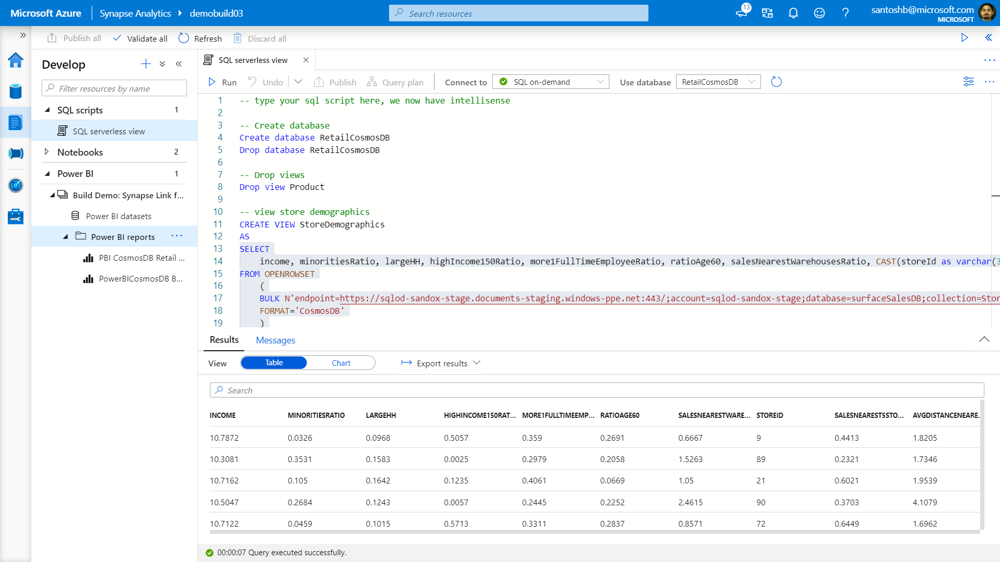 Microsoft Azure
Synapse Analytics
demobuild03
Search resources
13
santoshb@microsoft.com
MICROSOFT
Publish all
Validate all
Refresh
Discard all
Develop
Filter resources by name
SQL scripts 1
SQL serverless view
Notebooks 2
Power BI 1
Build Demo: Synapse Link f...
Power BI datasets
Power BI reports
PBI CosmosDB Retail ...
PowerBICosmosDB B...
SQL serverless view
Run
Undo
Publish
Query plan
Connect to
SQL on-demand
Use database
RetailCosmosDB
1 -- type your sql script here, we now have intellisense
2
3 -- Create database
4 Create database RetailCosmosDB
5 Drop database RetailCosmosDB
6
7 -- Drop views
8 Drop view Product
9
10 -- view store demographics
11 CREATE VIEW StoreDemographics
12 AS
13 SELECT
14 income, minoritiesRatio, largeHH, highIncome150Ratio, more1FullTimeEmployeeRatio, ratioAge60, salesNearestWarehousesRatio, CAST(storeId as varchar(3
15 FROM OPENROWSET
16 (
17 BULK N'endpoint=https://sqlod-sandox-stage.documents-staging.windows-ppe.net:443/;account=sqlod-sandox-stage;database=surfaceSalesDB;collection=Stor
18 FORMAT='CosmosDB'
19 )
Results
Messages
View
Table
Chart
Export results
Search
INCOME MINORITIESRATIO LARGEHH HIGHINCOME150RAT... MORE1FULLTIMEEMP... RATIOAGE60 SALESNEARESTWARE... STOREID SALESNEAREST5STO... AVGDISTANCENEARE.
10.7872 0.0326 0.0968 0.5057 0.359 0.2691 0.6667 9 0.4413 1.8205
10.3081 0.3531 0.1583 0.0025 0.2979 0.2058 1.5263 89 0.2321 1.7346
10.7162 0.105 0.1642 0.1235 0.4061 0.0669 1.05 21 0.6021 1.9539
10.5047 0.2684 0.1243 0.0057 0.2445 0.2252 2.4615 90 0.3703 4.1079
10.7122 0.0459 0.1015 0.5713 0.3311 0.2837 0.8571 72 0.6449 1.6962
00:00:07 Query executed successfully.